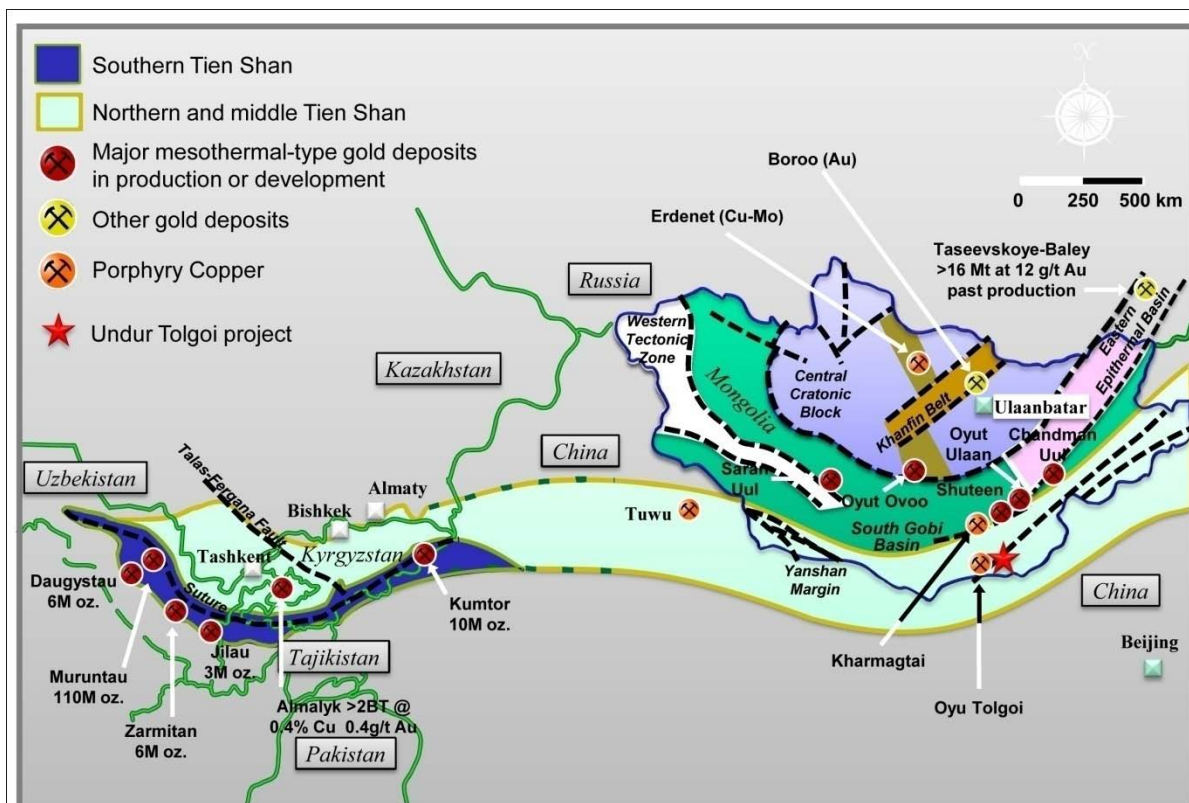 Southern Tien Shan
Northern and middle Tien Shan
Major mesothermal-type gold deposits
in production or development
Other gold deposits
Porphyry Copper
Undur Tolgoi project
N
0 250 500 km
Boroo (Au)
Erdenet (Cu-Mo)
Taseevskoye-Baley
>16 Mt at 12 g/t Au
past production
Russia
Western
Tectonic
Zone
Mongolia
Central
Cratonic
Block
Khanfin Belt
Eastern
Epithermal Basin
Ulaanbatar
Oyut
Ulaan
Chandman
Uul
Kazakhstan
China
Saran
Uul
Oyut Ovoo
Shuteen
South Gobi
Basin
Uzbekistan
Talas-Fergana Fault
Almaty
Bishkek
Tuwu
Tashkent
Kyrgyzstan
Yanshan
Margin
Daugystau
6M oz.
Suture
Kumtor
10M oz.
China
Jilau
3M oz.
Tajikistan
Kharmagtai
Beijing
Muruntau
110M oz.
Zarmitan
6M oz.
Almalyk >2BT @
0.4% Cu 0.4g/t Au
Oyu Tolgoi
Pakistan